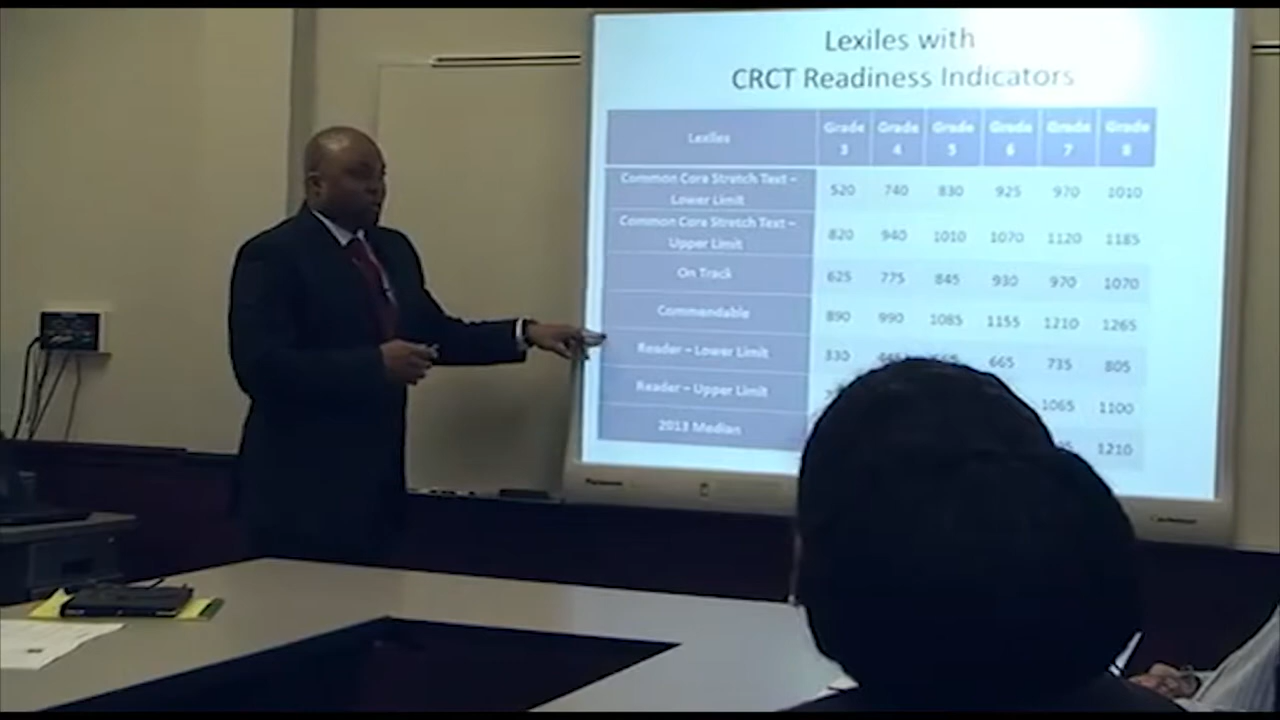 Lexiles with
CRCT Readiness Indicators
Lexiles Grade 3 Grade 4 Grade 5 Grade 6 Grade 7 Grade 8
Common Core Stretch Text – Lower Limit 520 740 830 925 970 1010
Common Core Stretch Text – Upper Limit 820 940 1010 1070 1120 1185
On Track 625 775 845 930 970 1070
Commendable 890 990 1085 1155 1210 1265
Reader – Lower Limit 330 665 735 805
Reader – Upper Limit 1065 1100
2013 Median 1210
Panasonic